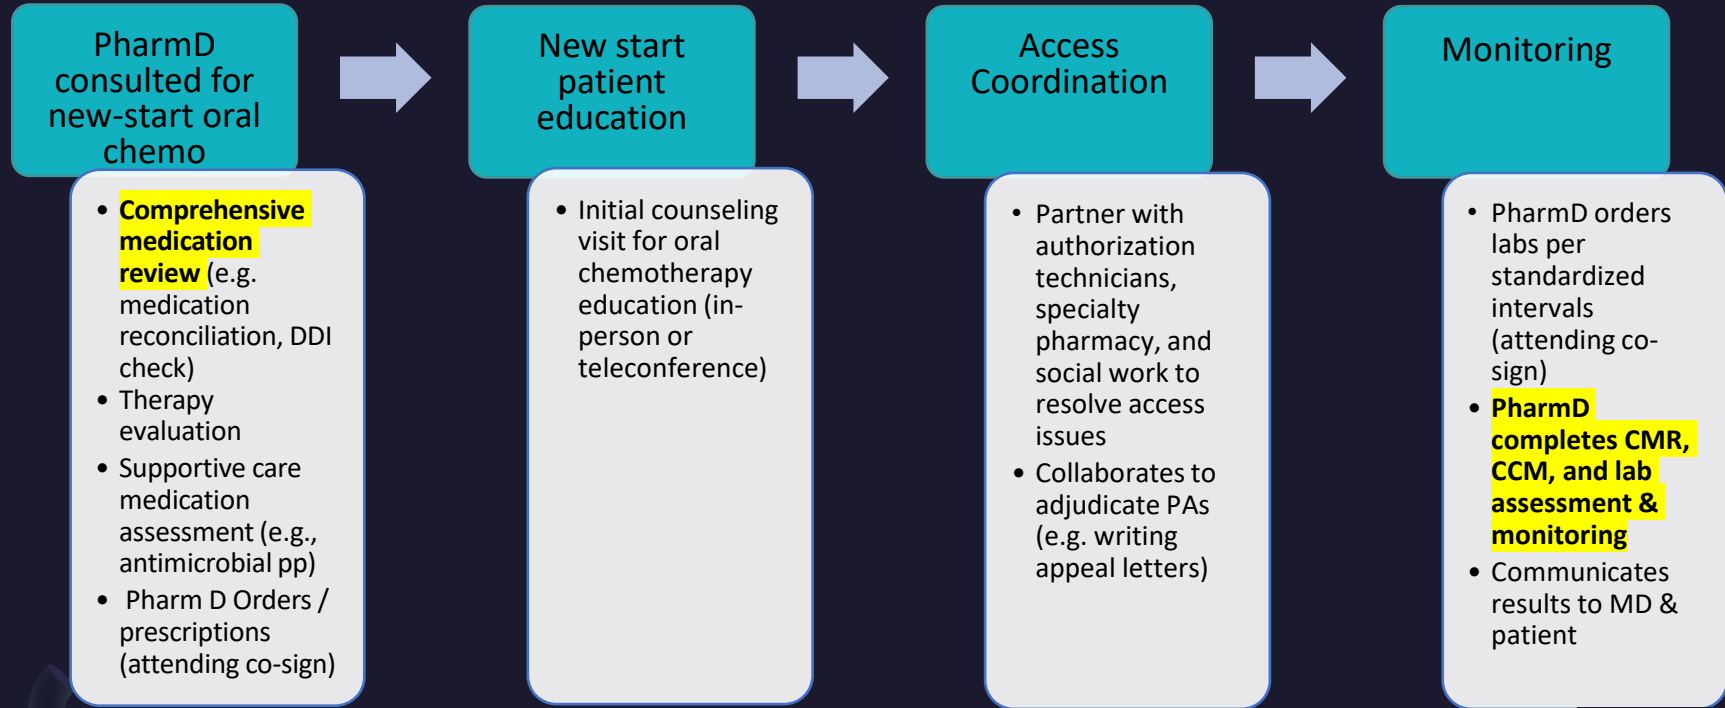 PharmD
consulted for
new-start oral
chemo
• Comprehensive
medication
review (e.g.
medication
reconciliation, DDI
check)
• Therapy
evaluation
• Supportive care
medication
assessment (e.g.,
antimicrobial pp)
• Pharm D Orders /
prescriptions
(attending co-sign)
New start
patient
education
• Initial counseling
visit for oral
chemotherapy
education (in-
person or
teleconference)
Access
Coordination
• Partner with
authorization
technicians,
specialty
pharmacy, and
social work to
resolve access
issues
• Collaborates to
adjudicate PAs
(e.g. writing
appeal letters)
Monitoring
• PharmD orders
labs per
standardized
intervals
(attending co-
sign)
• PharmD
completes CMR,
CCM, and lab
assessment &
monitoring
• Communicates
results to MD &
patient